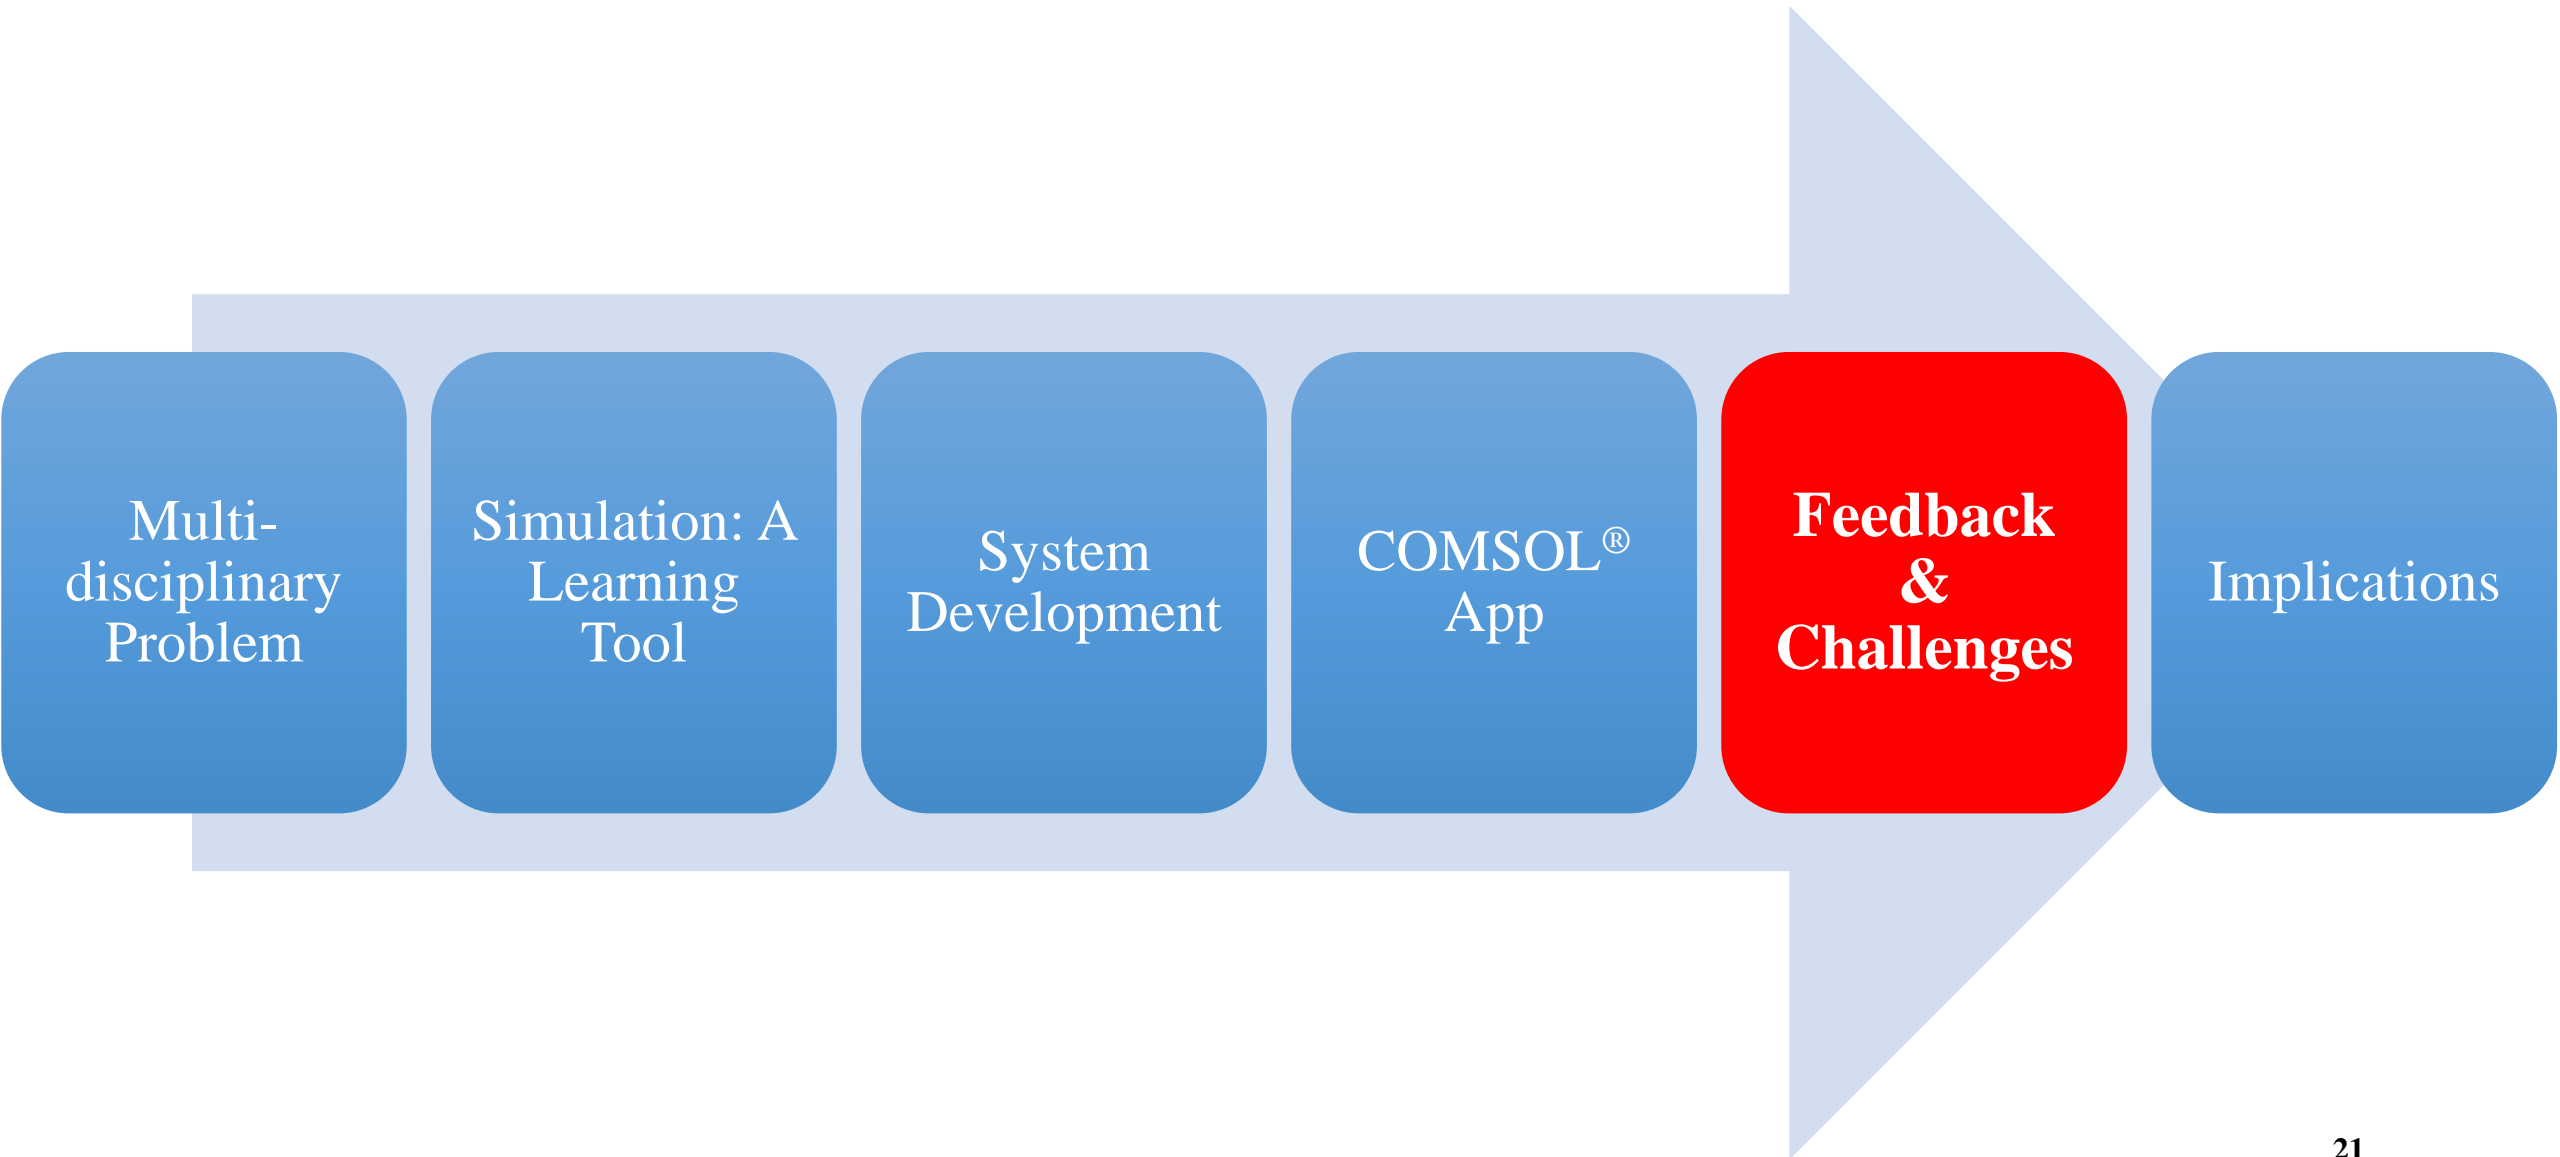 Multi-
disciplinary
Problem
Simulation: A
Learning
Tool
System
Development
COMSOL®
App
Feedback
&
Challenges
Implications
21